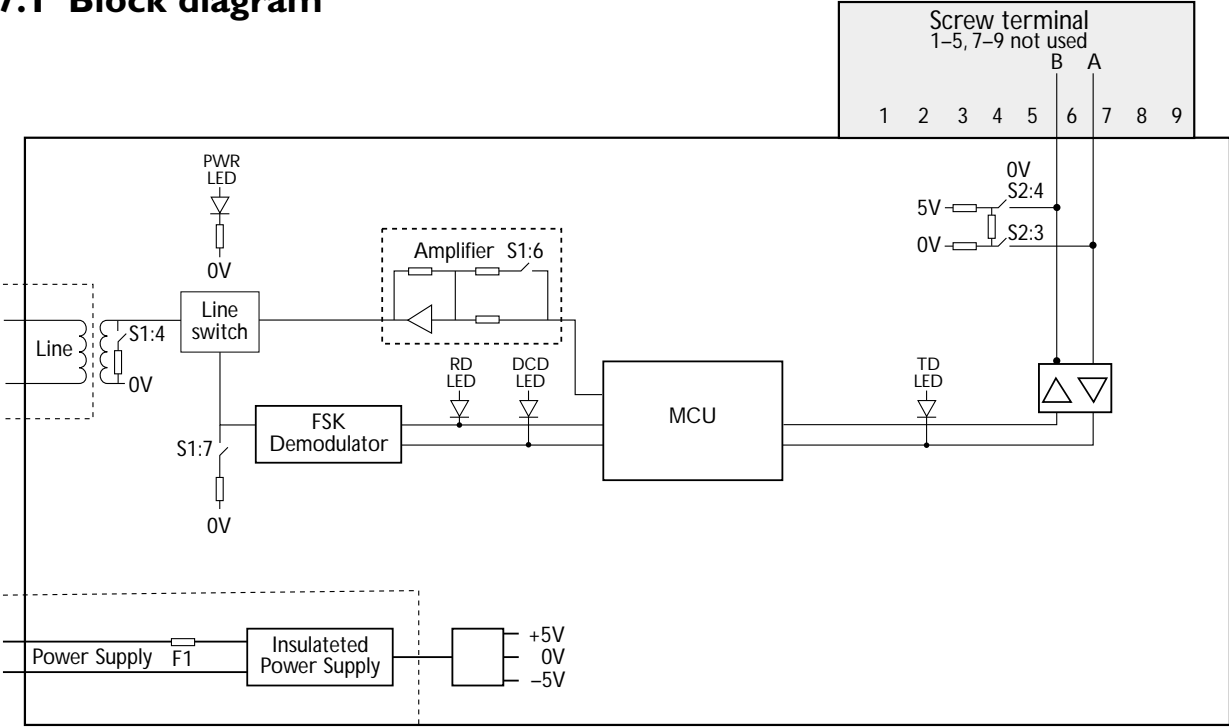 7.1 Block diagram
Screw terminal
1–5, 7–9 not used
B A
1 2 3 4 5 6 7 8 9
PWR
LED
0V
0V
S2:4
5V
S2:3
0V
Amplifier S1:6
Line
switch
Line
S1:4
0V
RD
LED
DCD
LED
TD
LED
MCU
FSK
Demodulator
S1:7
0V
Power Supply F1
Insulateted
Power Supply
+5V
0V
–5V